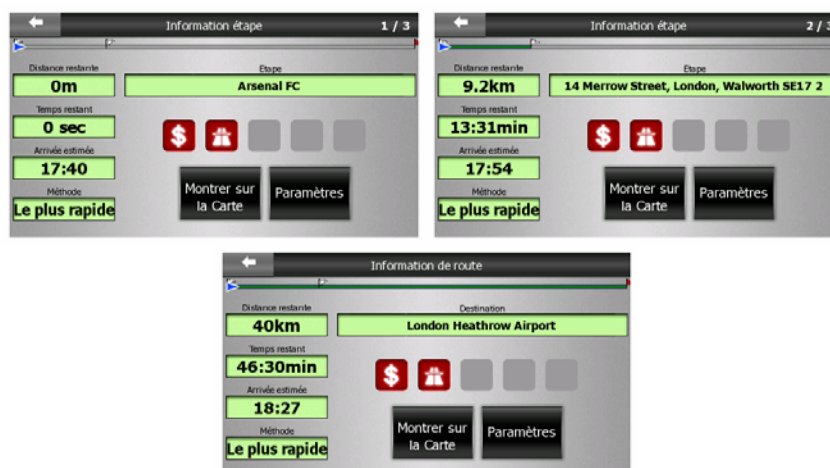 Information étape 1 / 3
Distance restante
0m
Etape
Arsenal FC
Temps restant
0 sec
Arrivée estimée
17:40
Méthode
Le plus rapide
Montrer sur
la Carte
Paramètres
Information étape 2 / 3
Distance restante
9.2km
Etape
14 Merrow Street, London, Walworth SE17 2
Temps restant
13:31min
Arrivée estimée
17:54
Méthode
Le plus rapide
Montrer sur
la Carte
Paramètres
Information de route
Distance restante
40km
Destination
London Heathrow Airport
Temps restant
46:30min
Arrivée estimée
18:27
Méthode
Le plus rapide
Montrer sur
la Carte
Paramètres